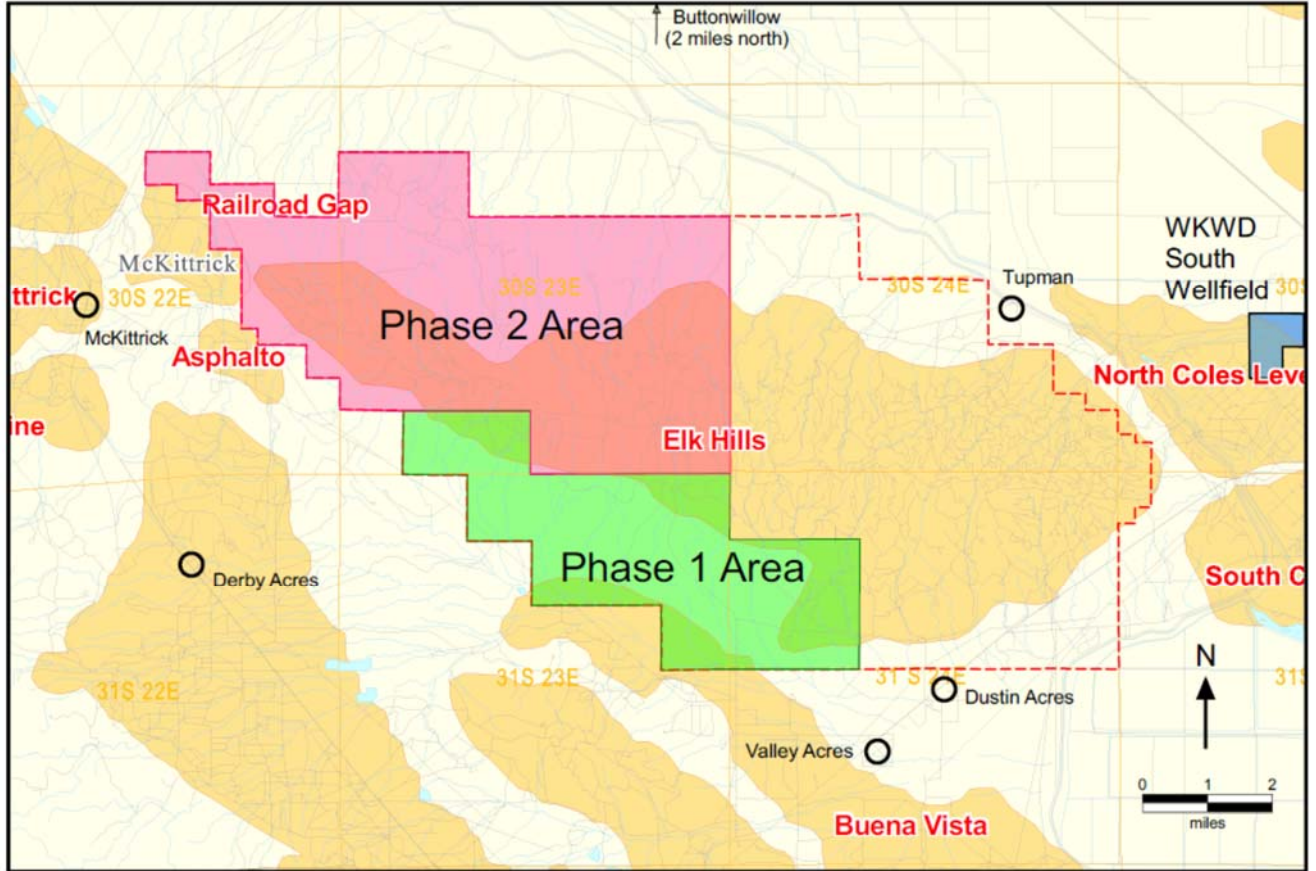 Buttonwillow
(2 miles north)
Railroad Gap
WKWD
South
Wellfield
McKittrick
30S 22E
30S 23E
30S 24E
Tupman
30S
ttrick
McKittrick
Phase 2 Area
Asphalto
North Coles Leve
ine
Elk Hills
Phase 1 Area
Derby Acres
South C
N
31S 22E
31S 23E
31S
Dustin Acres
Valley Acres
0 1 2
miles
Buena Vista